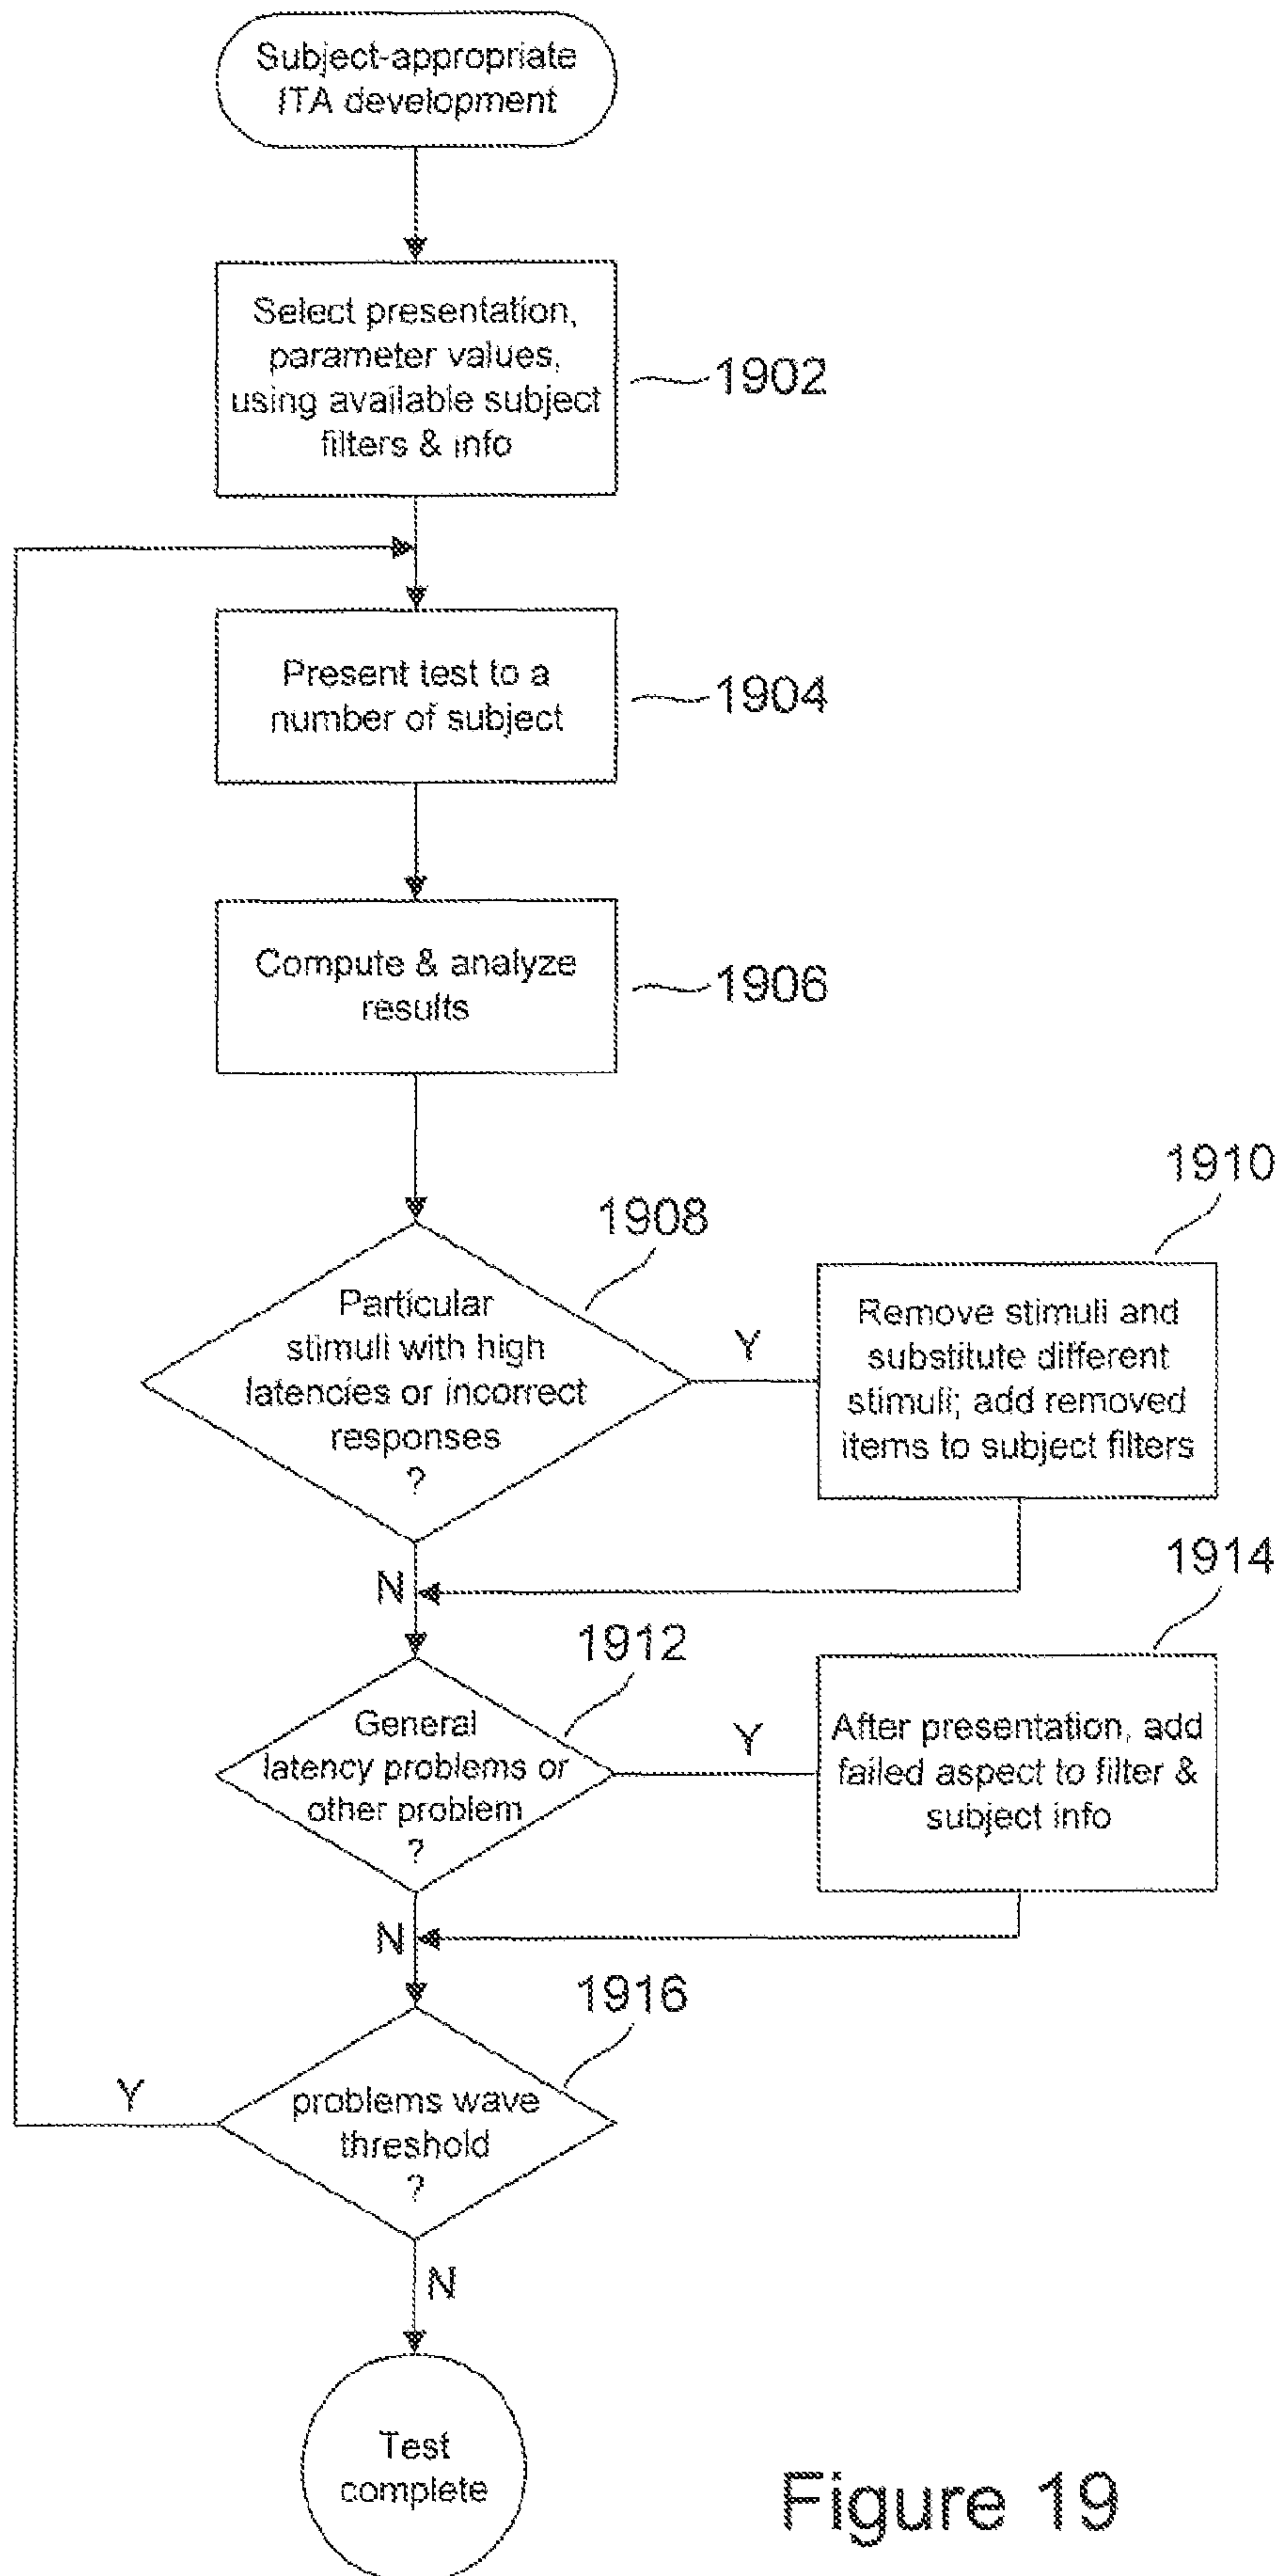 Subject-appropriate
ITA development
Select presentation,
parameter values,
using available subject
filters & info
1902
Present test to a
number of subject
1904
Compute & analyze
results
1906
1908
Particular
stimuli with high
latencies or incorrect
responses
?
Y
N
1910
Remove stimuli and
substitute different
stimuli; add removed
items to subject filters
1912
General
latency problems or
other problem
?
Y
N
1914
After presentation, add
failed aspect to filter &
subject info
1916
problems wave
threshold
?
Y
N
Test
complete
Figure 19